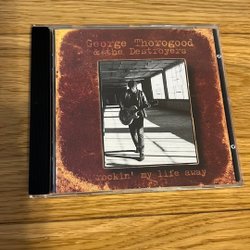 George Thorogood
& the Destroyers
rockin' my life away